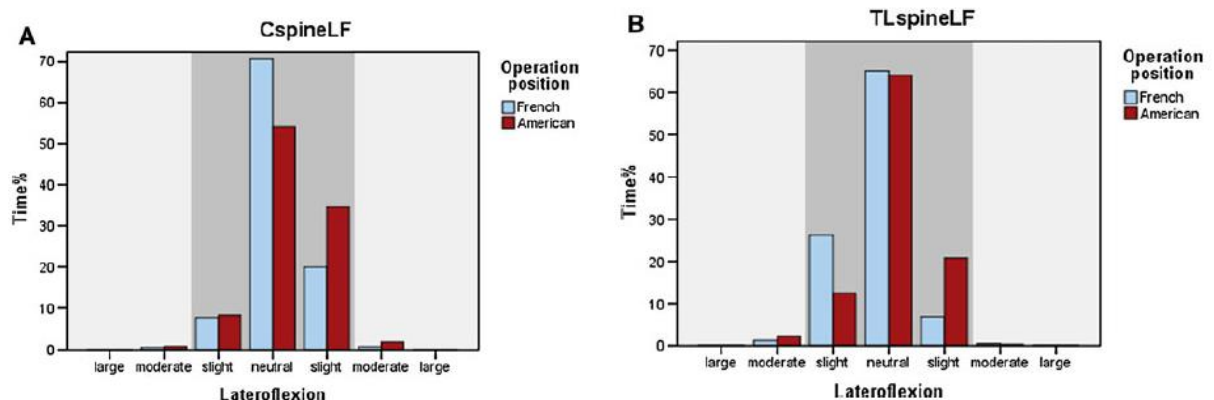 A
CspineLF
Time%
70
60
50
40
30
20
10
0
large moderate slight neutral slight moderate large
Lateroflexion
Operation
position
French
American
B
TLspineLF
Time%
70
60
50
40
30
20
10
0
large moderate slight neutral slight moderate large
Lateroflexion
Operation
position
French
American